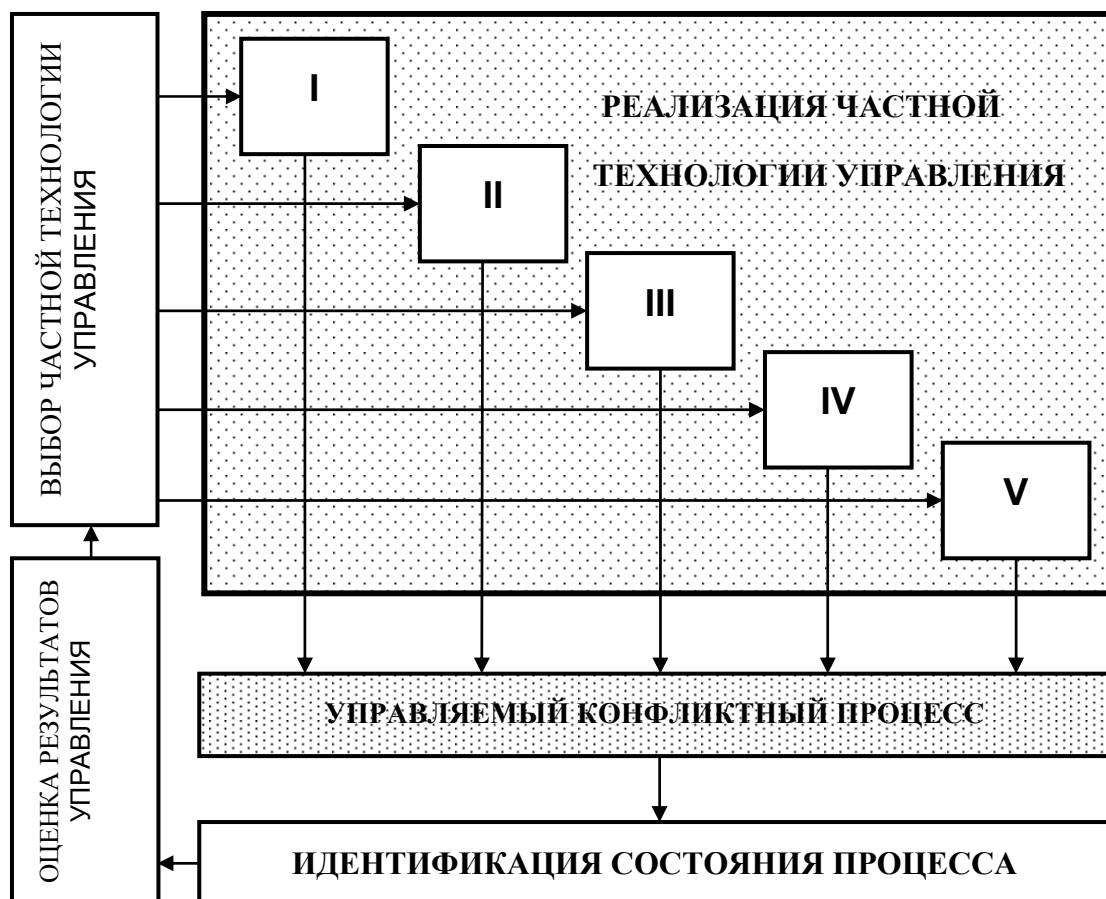 ВЫБОР ЧАСТНОЙ ТЕХНОЛОГИИ
УПРАВЛЕНИЯ
I
РЕАЛИЗАЦИЯ ЧАСТНОЙ
ТЕХНОЛОГИИ УПРАВЛЕНИЯ
II
III
IV
V
ОЦЕНКА РЕЗУЛЬТАТОВ
УПРАВЛЕНИЯ
УПРАВЛЯЕМЫЙ КОНФЛИКТНЫЙ ПРОЦЕСС
ИДЕНТИФИКАЦИЯ СОСТОЯНИЯ ПРОЦЕССА